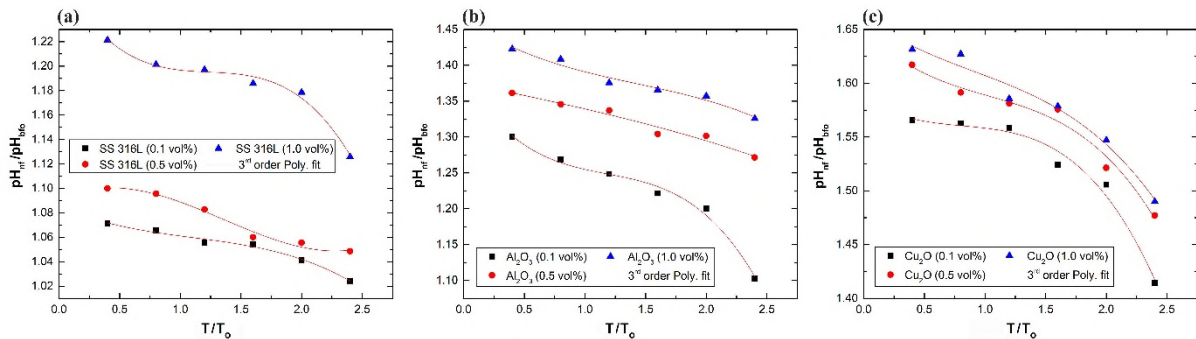 (a)
1.22
1.20
1.18
1.16
1.14
1.12
1.10
1.08
1.06
1.04
1.02
pHnf/pHbfo
SS 316L (0.1 vol%)
SS 316L (0.5 vol%)
SS 316L (1.0 vol%)
3rd order Poly. fit
0.0 0.5 1.0 1.5 2.0 2.5
T/To
(b)
1.45
1.40
1.35
1.30
1.25
1.20
1.15
1.10
pHnf/pHbfo
Al2O3 (0.1 vol%)
Al2O3 (0.5 vol%)
Al2O3 (1.0 vol%)
3rd order Poly. fit
0.0 0.5 1.0 1.5 2.0 2.5
T/To
(c)
1.65
1.60
1.55
1.50
1.45
1.40
pHnf/pHbfo
Cu2O (0.1 vol%)
Cu2O (0.5 vol%)
Cu2O (1.0 vol%)
3rd order Poly. fit
0.0 0.5 1.0 1.5 2.0 2.5
T/To